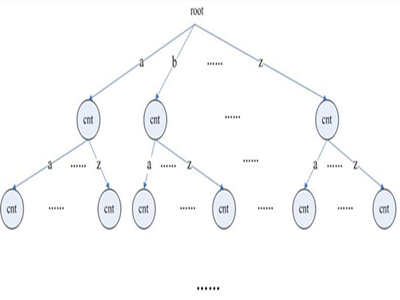 root
a b ...... z
cnt cnt ...... cnt
a ...... z a ...... z ...... a ...... z
cnt ...... cnt cnt ...... cnt ...... cnt ...... cnt
......